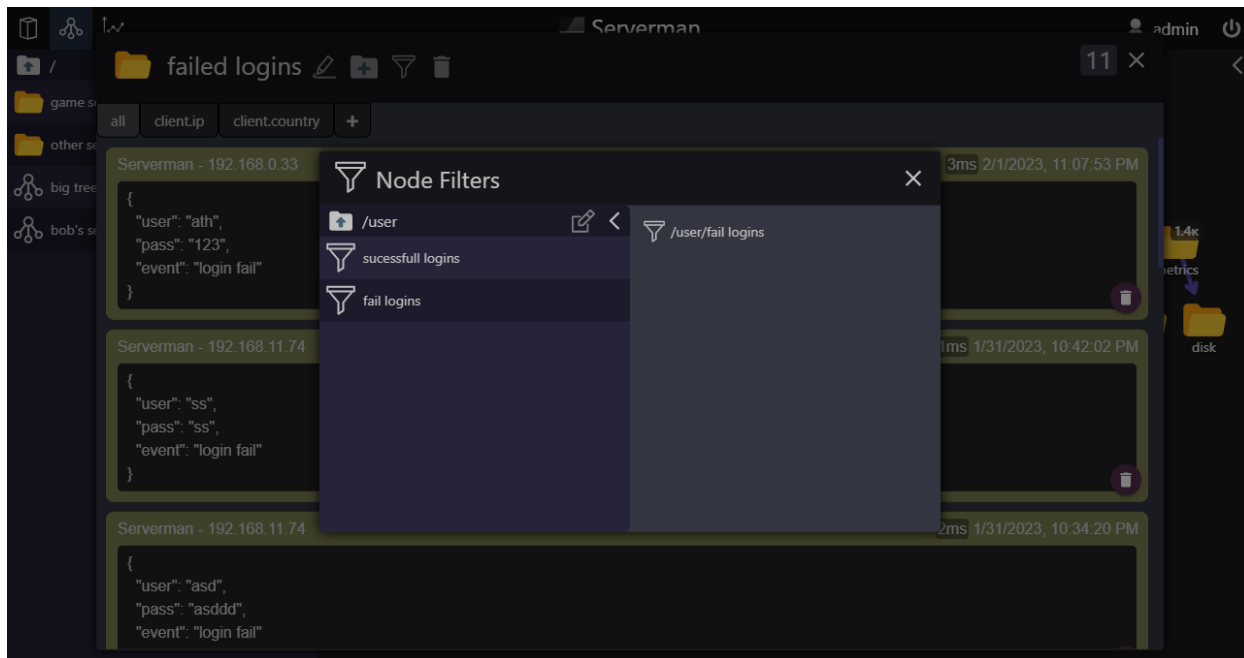 Serverman
admin
/
failed logins
11
game s
all
client.ip
client.country
+
other se
Serverman - 192.168.0.33
3ms 2/1/2023, 11:07:53 PM
Node Filters
big tree
{
"user": "ath",
"pass": "123",
"event": "login fail"
}
/user
/user/fail logins
bob's se
sucessfull logins
fail logins
1.4K
etrics
disk
Serverman - 192.168.11.74
1ms 1/31/2023, 10:42:02 PM
{
"user": "ss",
"pass": "ss",
"event": "login fail"
}
Serverman - 192.168.11.74
2ms 1/31/2023, 10:34:20 PM
{
"user": "asd",
"pass": "asddd",
"event": "login fail"